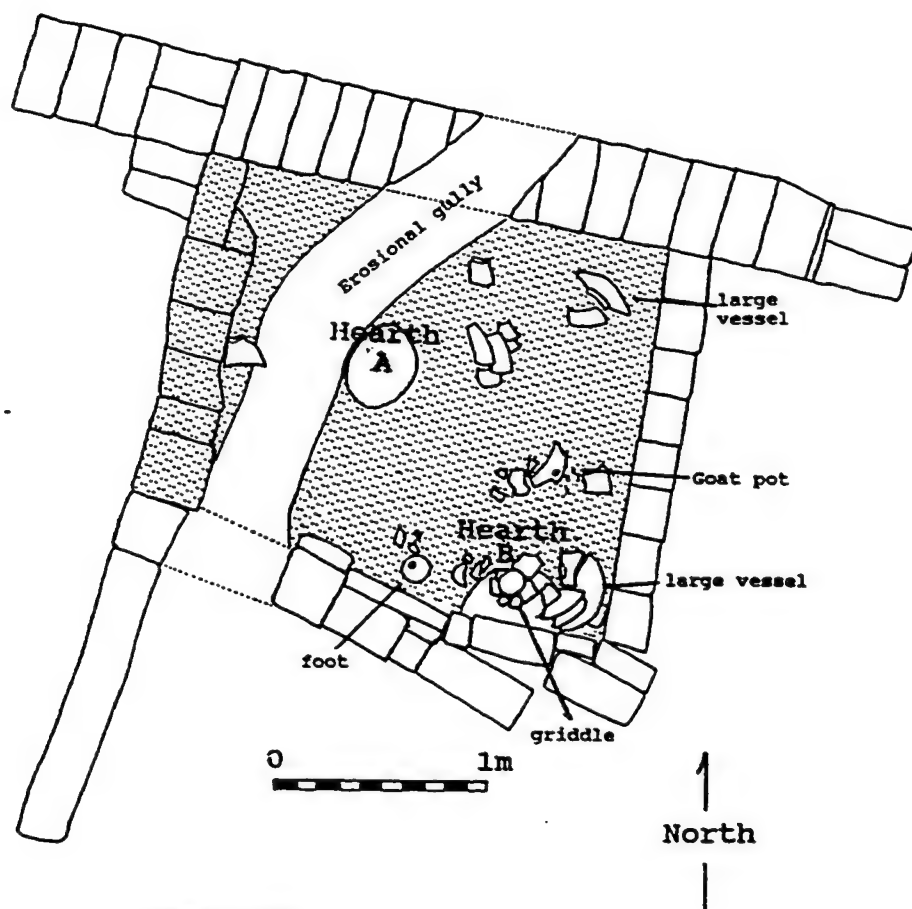 Erosional gully
large
vessel
Hearth
A
Goat pot
Hearth
B
large vessel
foot
griddle
0 1m
North